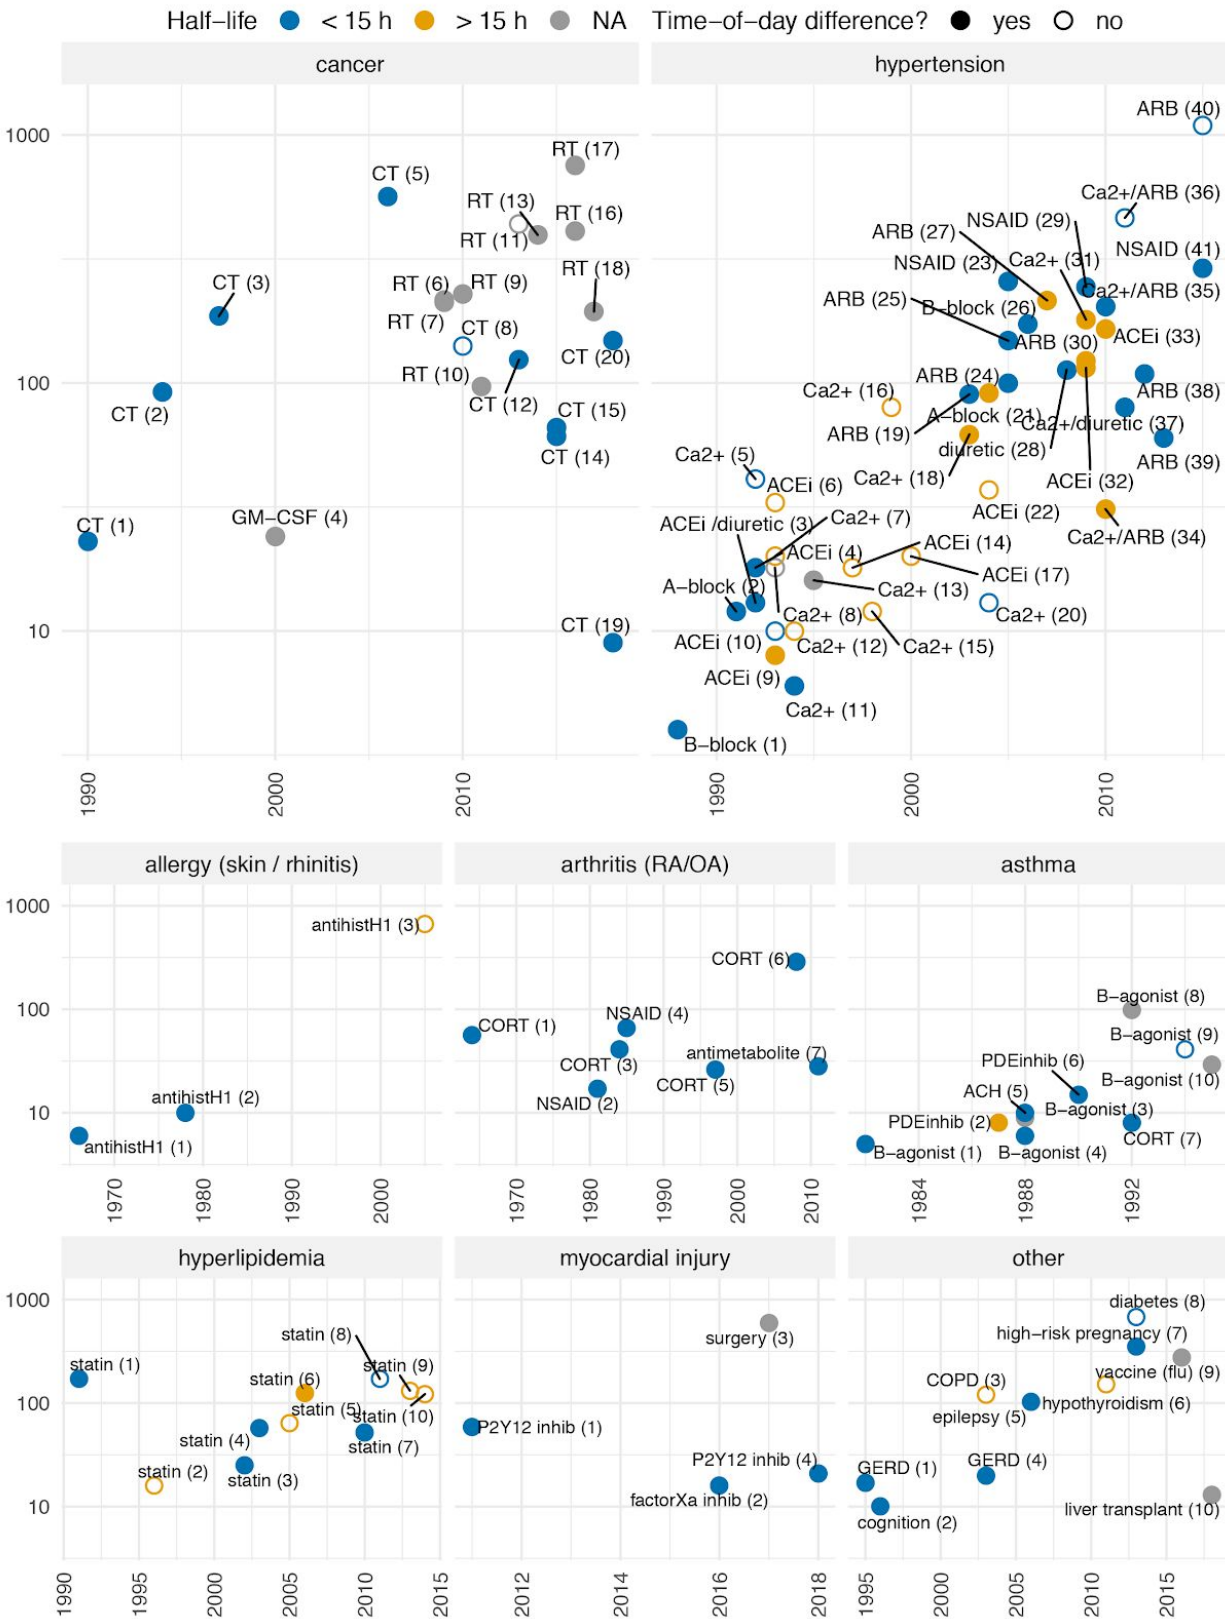 Half−life < 15 h > 15 h NA Time−of−day difference? yes no
cancer
hypertension
1000
100
10
CT (1)
CT (2)
CT (3)
GM−CSF (4)
CT (5)
RT (6)
RT (7)
CT (8)
RT (9)
RT (10)
RT (11)
CT (12)
RT (13)
CT (14)
CT (15)
RT (16)
RT (17)
RT (18)
CT (19)
CT (20)
1990
2000
2010
B−block (1)
A−block (2)
ACEi /diuretic (3)
ACEi (4)
Ca2+ (5)
ACEi (6)
Ca2+ (7)
Ca2+ (8)
ACEi (9)
ACEi (10)
Ca2+ (11)
Ca2+ (12)
Ca2+ (13)
ACEi (14)
Ca2+ (15)
Ca2+ (16)
ACEi (17)
Ca2+ (18)
ARB (19)
Ca2+ (20)
A−block (21)
ACEi (22)
NSAID (23)
ARB (24)
ARB (25)
B−block (26)
ARB (27)
diuretic (28)
NSAID (29)
ARB (30)
Ca2+ (31)
ACEi (32)
ACEi (33)
Ca2+/ARB (34)
Ca2+/ARB (35)
Ca2+/ARB (36)
Ca2+/diuretic (37)
ARB (38)
ARB (39)
ARB (40)
NSAID (41)
1990
2000
2010
allergy (skin / rhinitis)
arthritis (RA/OA)
asthma
1000
100
10
antihistH1 (1)
antihistH1 (2)
antihistH1 (3)
1970
1980
1990
2000
CORT (1)
NSAID (2)
CORT (3)
NSAID (4)
CORT (5)
CORT (6)
antimetabolite (7)
1970
1980
1990
2000
2010
B−agonist (1)
PDEinhib (2)
B−agonist (3)
B−agonist (4)
ACH (5)
PDEinhib (6)
CORT (7)
B−agonist (8)
B−agonist (9)
B−agonist (10)
1984
1988
1992
hyperlipidemia
myocardial injury
other
1000
100
10
statin (1)
statin (2)
statin (3)
statin (4)
statin (5)
statin (6)
statin (7)
statin (8)
statin (9)
statin (10)
1990
1995
2000
2005
2010
2015
P2Y12 inhib (1)
factorXa inhib (2)
surgery (3)
P2Y12 inhib (4)
2012
2014
2016
2018
GERD (1)
cognition (2)
COPD (3)
GERD (4)
epilepsy (5)
hypothyroidism (6)
high−risk pregnancy (7)
diabetes (8)
vaccine (flu) (9)
liver transplant (10)
1995
2000
2005
2010
2015